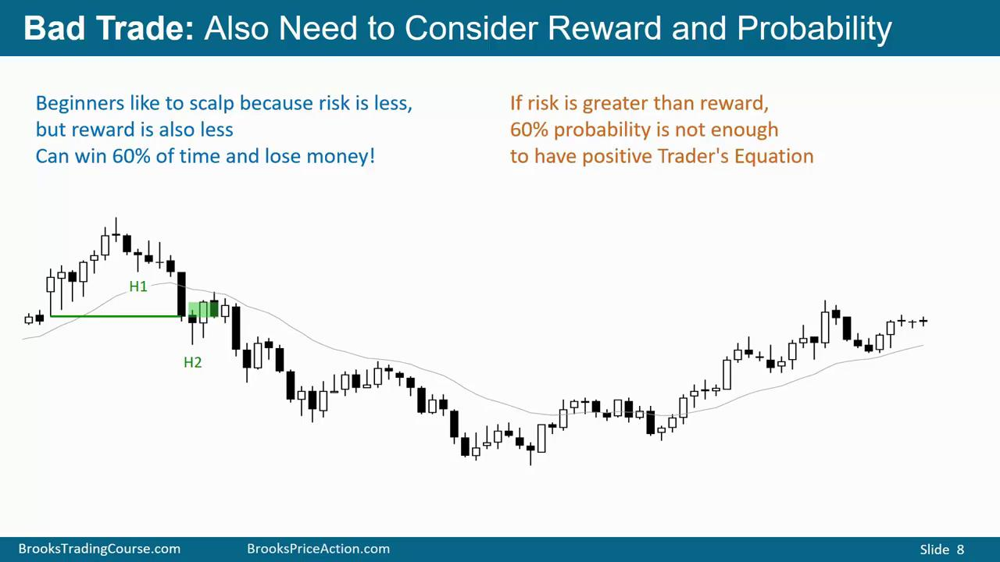 Bad Trade: Also Need to Consider Reward and Probability
Beginners like to scalp because risk is less,
but reward is also less
Can win 60% of time and lose money!
If risk is greater than reward,
60% probability is not enough
to have positive Trader's Equation
H1
H2
BrooksTradingCourse.com
BrooksPriceAction.com
Slide 8